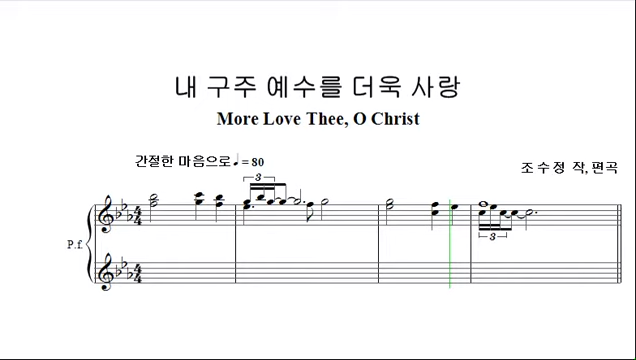 내 구주 예수를 더욱 사랑
More Love Thee, O Christ
간절한 마음으로 ♩ = 80
조 수 정 작, 편곡
3
P.f.
3